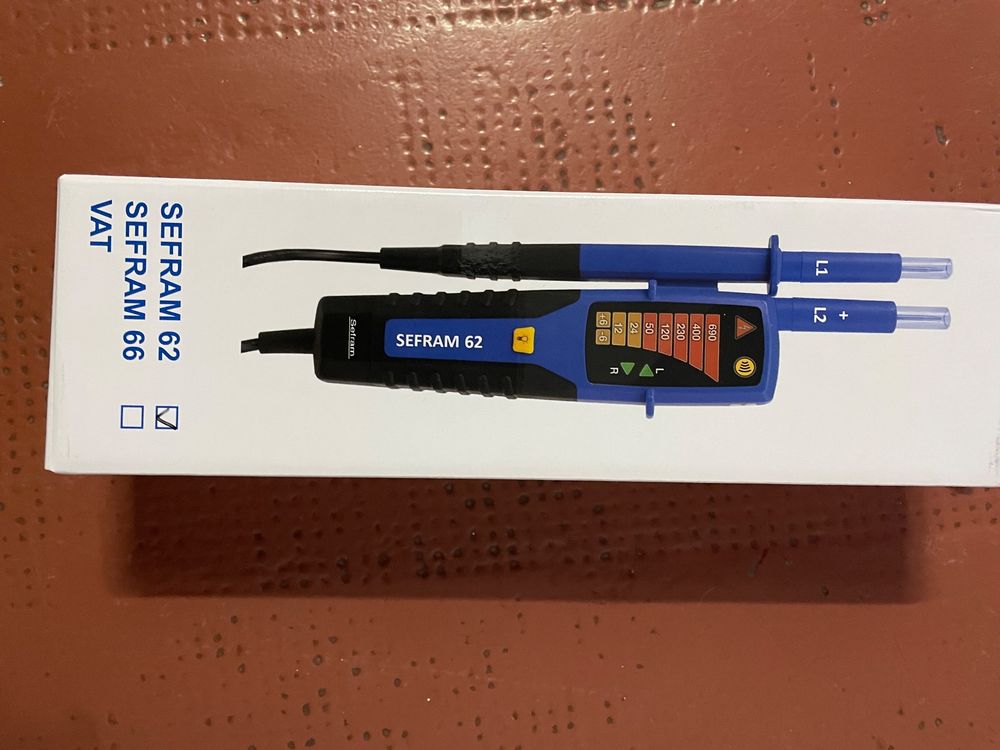 SEFRAM 62
SEFRAM 66
VAT
L1
L2 +
Sefram
SEFRAM 62
690
400
230
120
50
24
12
+6 -6
L
R